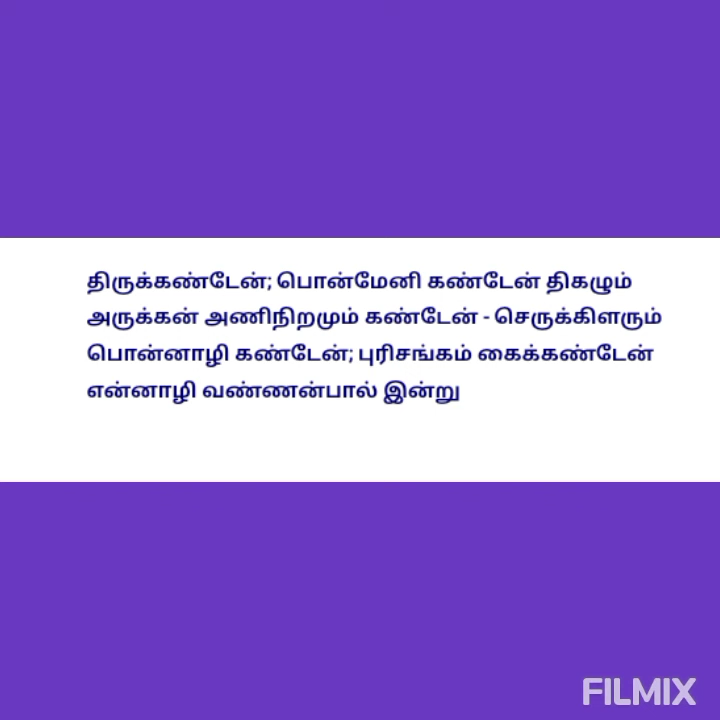 திருக்கண்டேன்; பொன்மேனி கண்டேன் திகழும்
அருக்கன் அணிநிறமும் கண்டேன் - செருக்கிளரும்
பொன்னாழி கண்டேன்; புரிசங்கம் கைக்கண்டேன்
என்னாழி வண்ணன்பால் இன்று
FILMIX